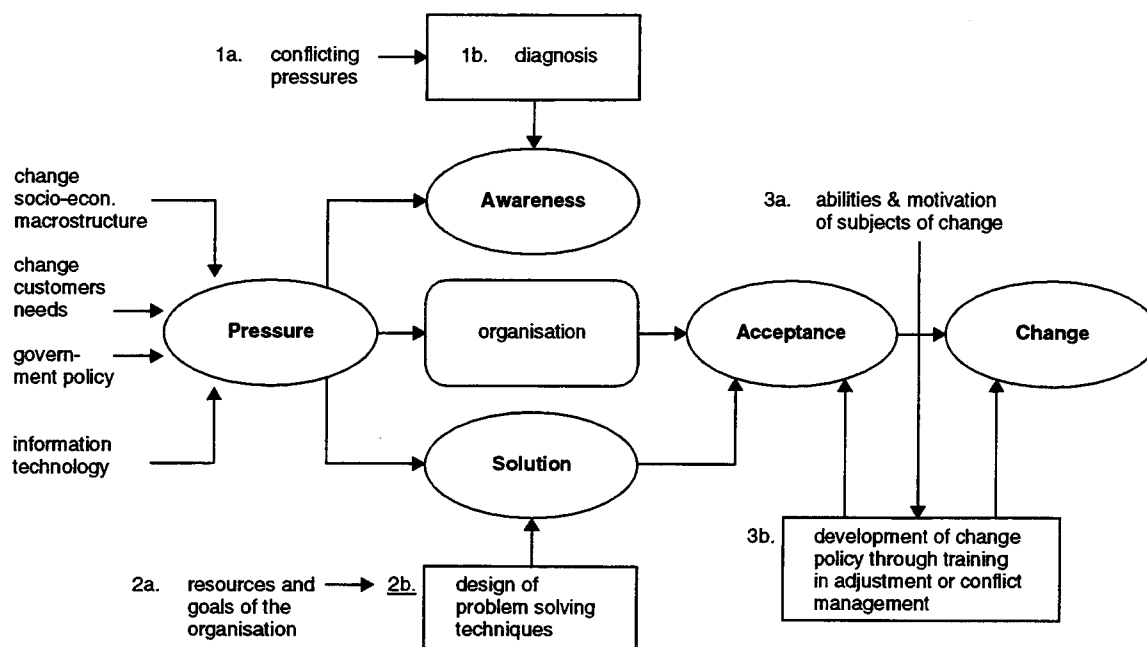 1a. conflicting
pressures
1b. diagnosis
change
socio-econ.
macrostructure
Awareness
3a. abilities & motivation
of subjects of change
change
customers
needs
Pressure
organisation
Acceptance
Change
govern-
ment policy
information
technology
Solution
2a. resources and
goals of the
organisation
2b. design of
problem solving
techniques
3b. development of change
policy through training
in adjustment or conflict
management